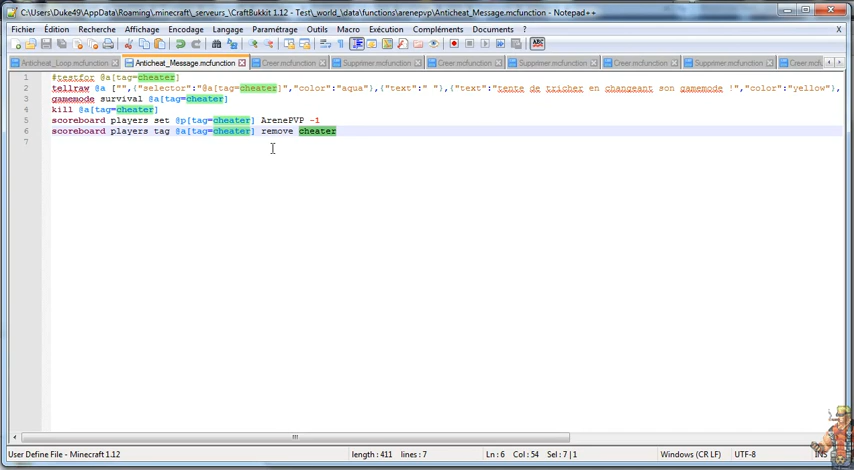 C:\Users\Duke49\AppData\Roaming\.minecraft\_serveurs_\CraftBukkit 1.12 - Test\_world_\data\functions\arenepvp\Anticheat_Message.mcfunction - Notepad++
Fichier Édition Recherche Affichage Encodage Langage Paramétrage Outils Macro Exécution Compléments Documents ? X
Anticheat_Loop.mcfunction Anticheat_Message.mcfunction Creer.mcfunction Supprimer.mcfunction Creer.mcfunction Supprimer.mcfunction Creer.mcfunction Supprimer.mcfunction Creer.mcfu
1 #testfor @a[tag=cheater]
2 tellraw @a ["",{"selector":"@a[tag=cheater]","color":"aqua"},{"text":" "},{"text":"tente de tricher en changeant son gamemode !","color":"yellow"},
3 gamemode survival @a[tag=cheater]
4 kill @a[tag=cheater]
5 scoreboard players set @p[tag=cheater] ArenePVP -1
6 scoreboard players tag @a[tag=cheater] remove cheater
7
User Define File - Minecraft 1.12 length : 411 lines : 7 Ln : 6 Col : 54 Sel : 7 | 1 Windows (CR LF) UTF-8 INS